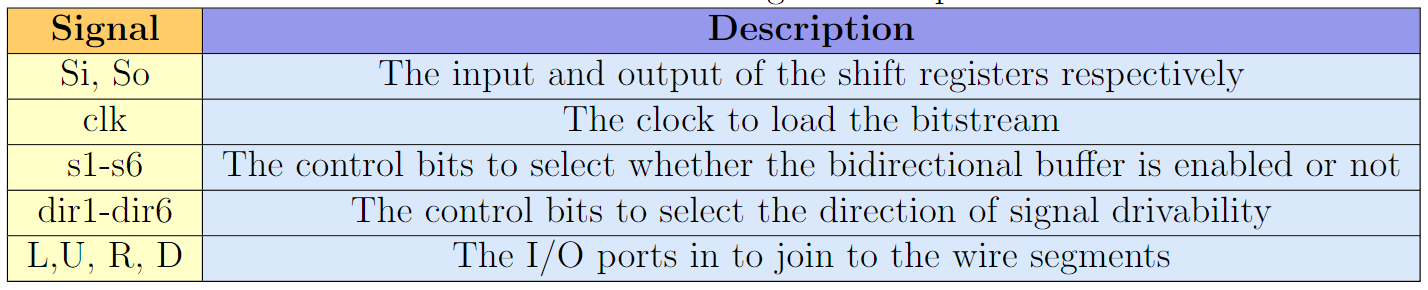 Signal Description
Si, So The input and output of the shift registers respectively
clk The clock to load the bitstream
s1-s6 The control bits to select whether the bidirectional buffer is enabled or not
dir1-dir6 The control bits to select the direction of signal drivability
L,U, R, D The I/O ports in to join to the wire segments